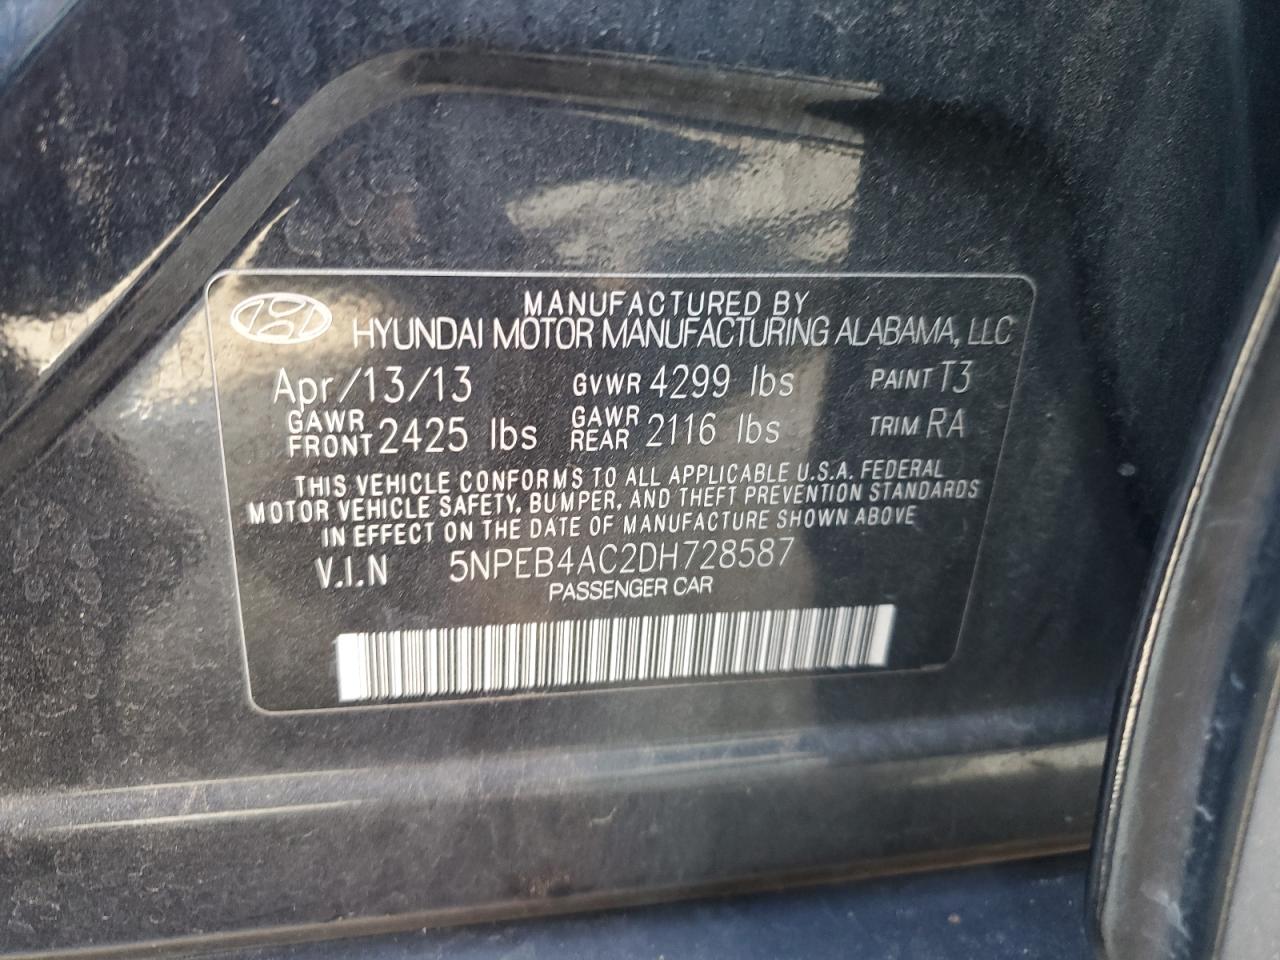 MANUFACTURED BY
HYUNDAI MOTOR MANUFACTURING ALABAMA, LLC
Apr/13/13 GVWR 4299 lbs PAINT T3
GAWR FRONT 2425 lbs GAWR REAR 2116 lbs TRIM RA
THIS VEHICLE CONFORMS TO ALL APPLICABLE U.S.A. FEDERAL
MOTOR VEHICLE SAFETY, BUMPER, AND THEFT PREVENTION STANDARDS
IN EFFECT ON THE DATE OF MANUFACTURE SHOWN ABOVE
V.I.N 5NPEB4AC2DH728587
PASSENGER CAR